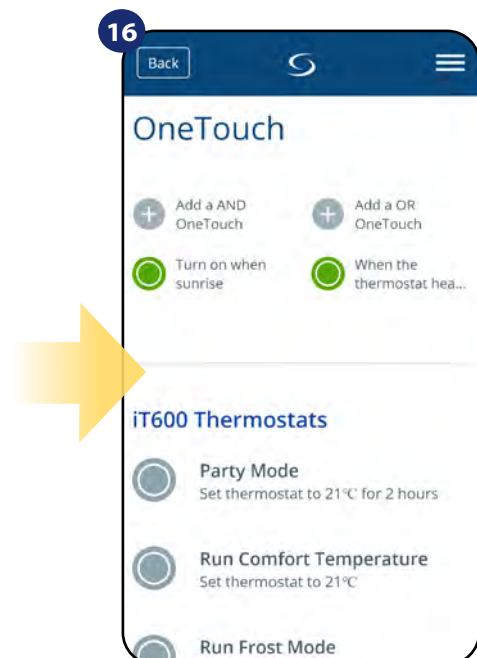 16
Back
OneTouch
Add a AND
OneTouch
Add a OR
OneTouch
Turn on when
sunrise
When the
thermostat hea...
iT600 Thermostats
Party Mode
Set thermostat to 21°C for 2 hours
Run Comfort Temperature
Set thermostat to 21°C
Run Frost Mode